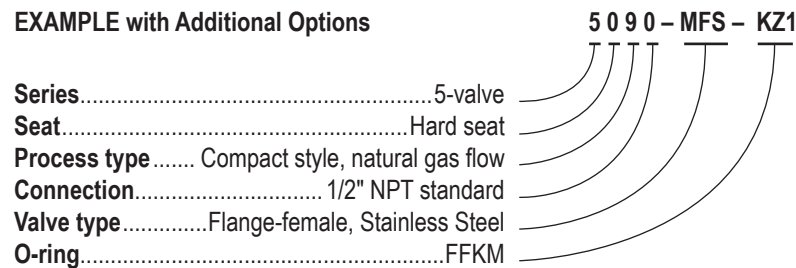 EXAMPLE with Additional Options 5 0 9 0 – MFS – KZ1
Series................................................5-valve
Seat...............................................Hard seat
Process type....... Compact style, natural gas flow
Connection.......................... 1/2" NPT standard
Valve type..............Flange-female, Stainless Steel
O-ring.................................................FFKM